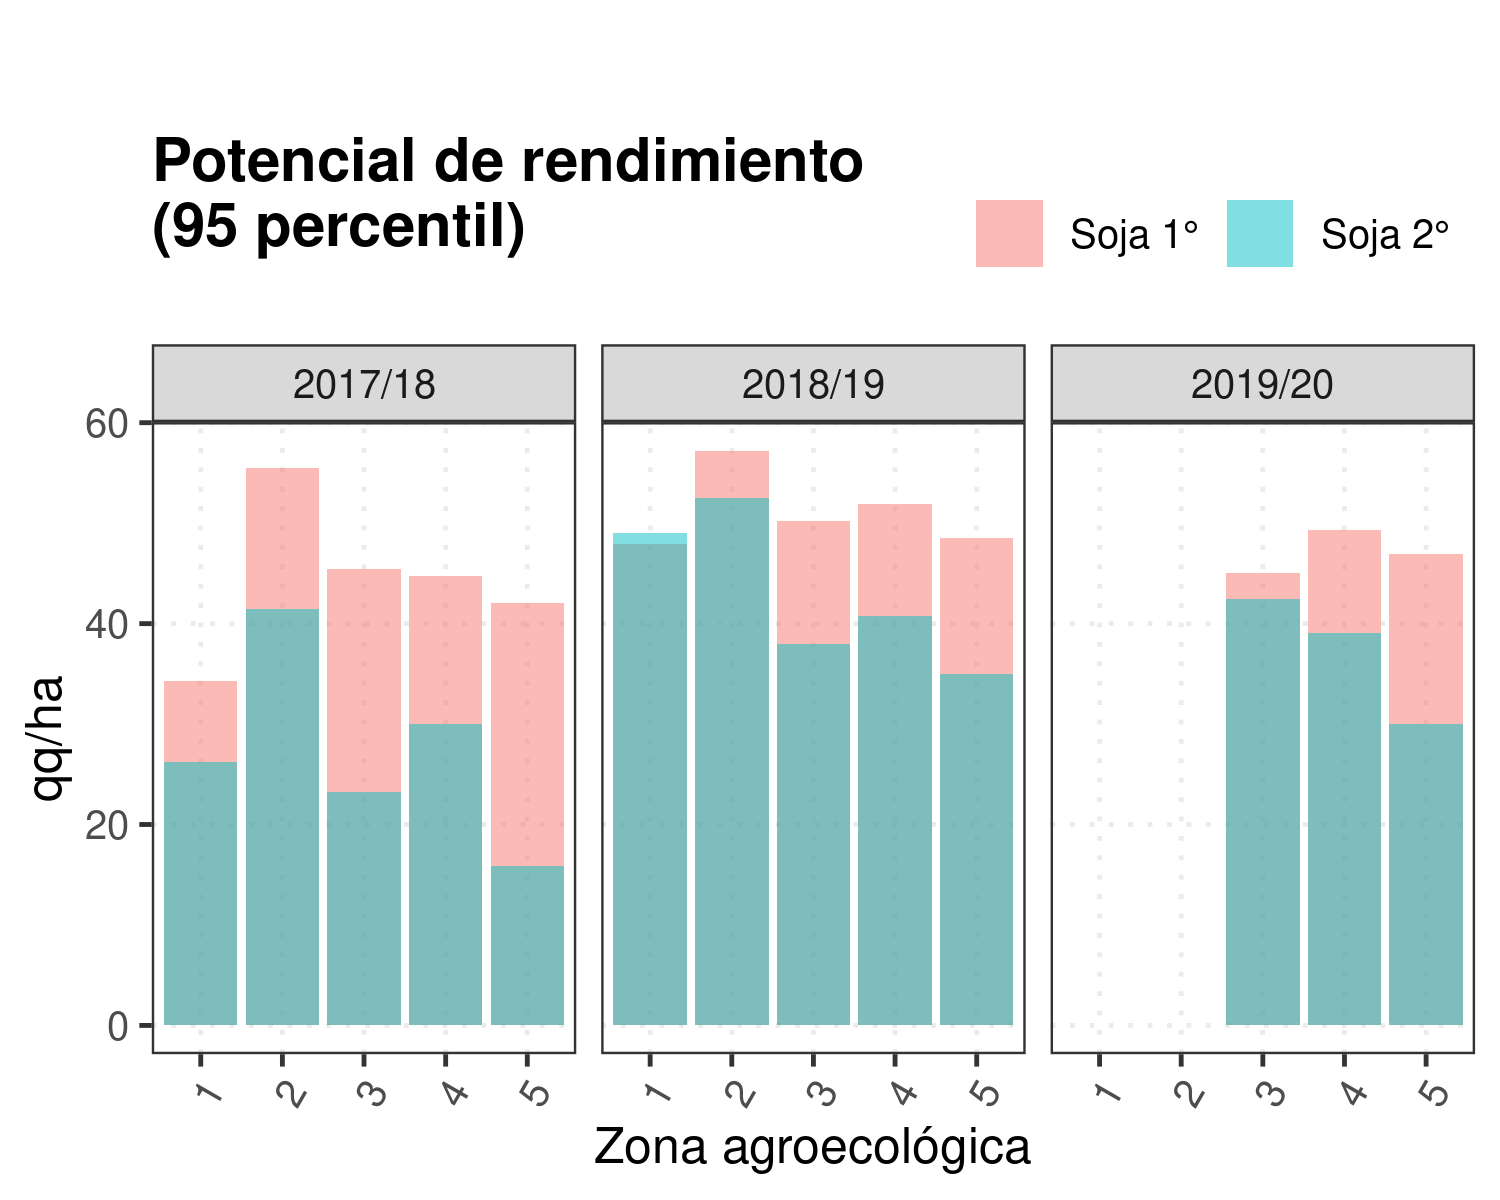 Potencial de rendimiento
(95 percentil)
Soja 1° Soja 2°
2017/18 2018/19 2019/20
60
40
20
0
qq/ha
1 2 3 4 5 1 2 3 4 5 1 2 3 4 5
Zona agroecológica